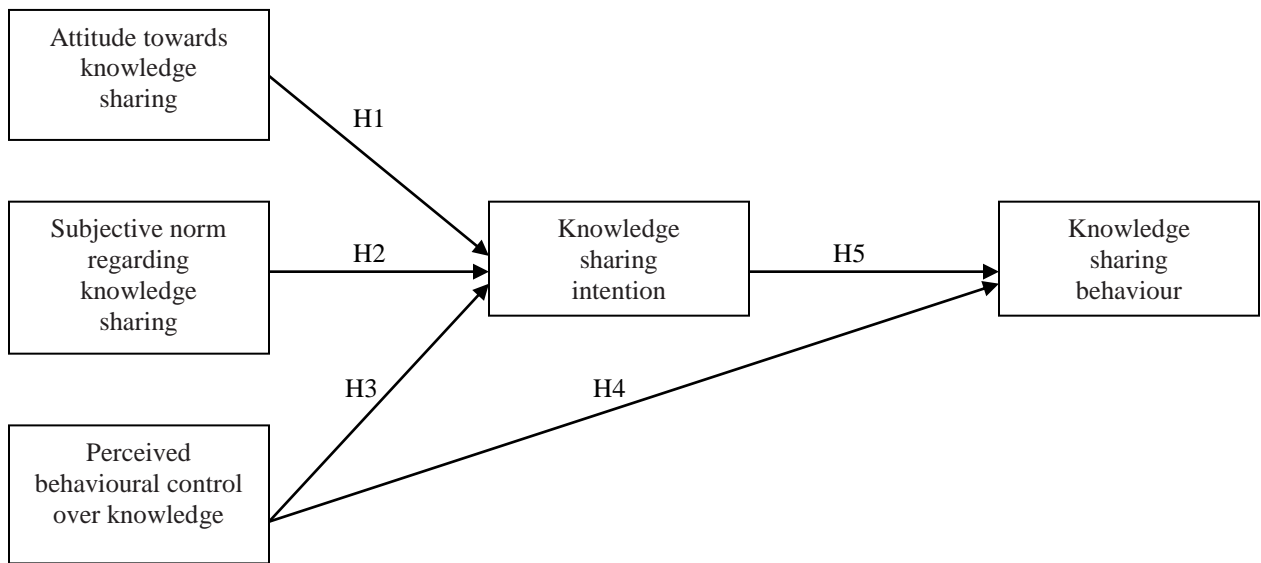 Attitude towards
knowledge
sharing
H1
Subjective norm
regarding
knowledge
sharing
H2
Knowledge
sharing
intention
H5
Knowledge
sharing
behaviour
H3
H4
Perceived
behavioural control
over knowledge